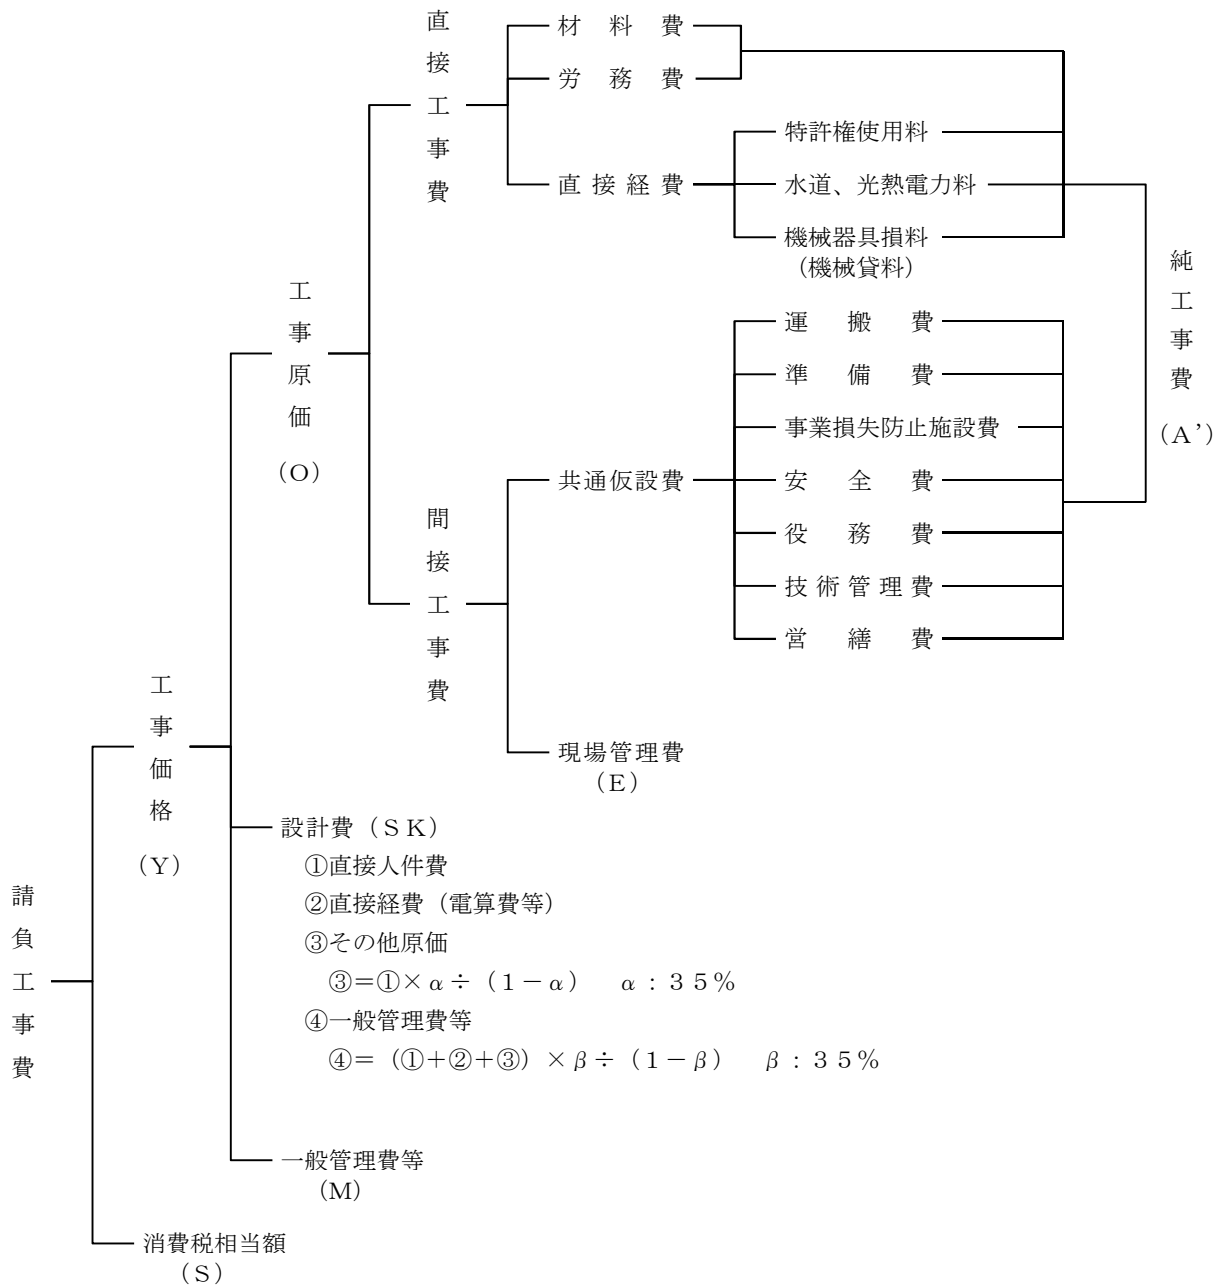 請負工事費
工事価格
（Y）
工事原価
（O）
直接工事費
材料費
労務費
直接経費
特許権使用料
水道、光熱電力料
機械器具損料
（機械貸料）
間接工事費
共通仮設費
運搬費
準備費
事業損失防止施設費
安全費
役務費
技術管理費
営繕費
純工事費
（A’）
現場管理費
（E）
設計費（ＳＫ）
①直接人件費
②直接経費（電算費等）
③その他原価
③＝①×α÷（1－α）　α：３５%
④一般管理費等
④＝（①＋②＋③）×β÷（1－β）　β：３５%
一般管理費等
（M）
消費税相当額
（S）